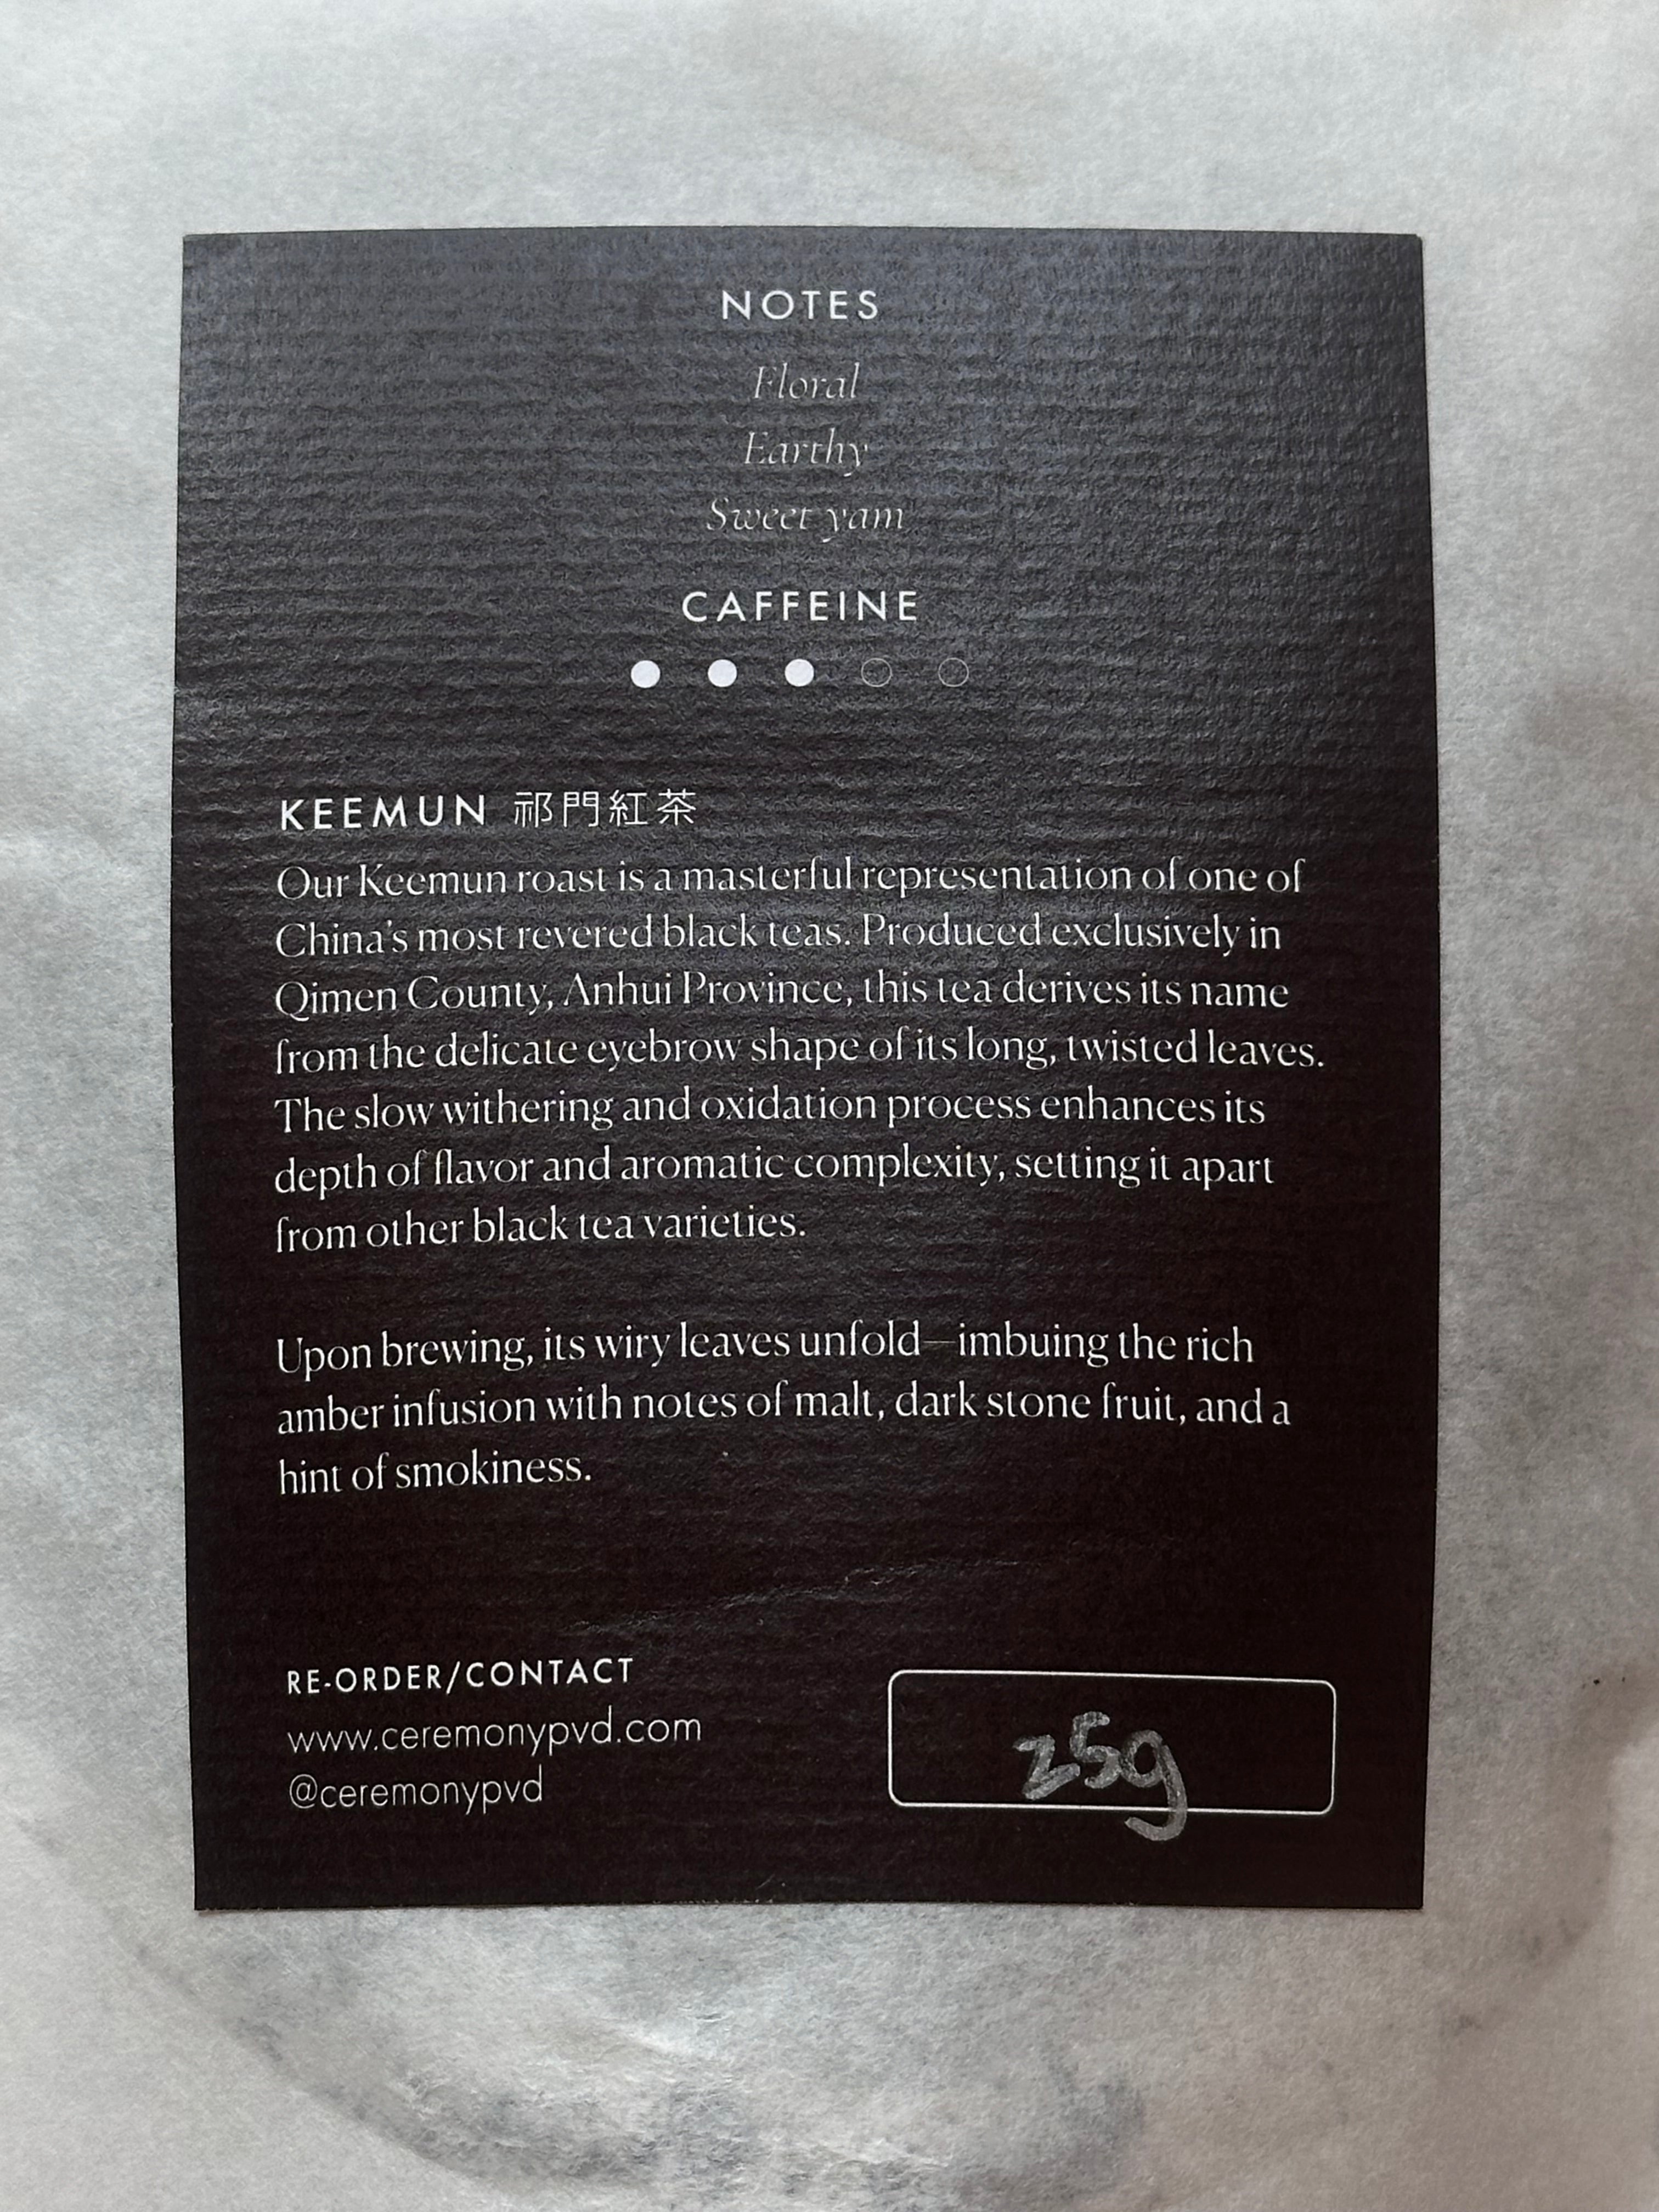 NOTES
Floral
Earthy
Sweet yam
CAFFEINE
KEEMUN 祁門紅茶
Our Keemun roast is a masterful representation of one of
China's most revered black teas. Produced exclusively in
Qimen County, Anhui Province, this tea derives its name
from the delicate eyebrow shape of its long, twisted leaves.
The slow withering and oxidation process enhances its
depth of flavor and aromatic complexity, setting it apart
from other black tea varieties.
Upon brewing, its wiry leaves unfold—imbuing the rich
amber infusion with notes of malt, dark stone fruit, and a
hint of smokiness.
RE-ORDER/CONTACT
www.ceremonypvd.com
@ceremonypvd
25g